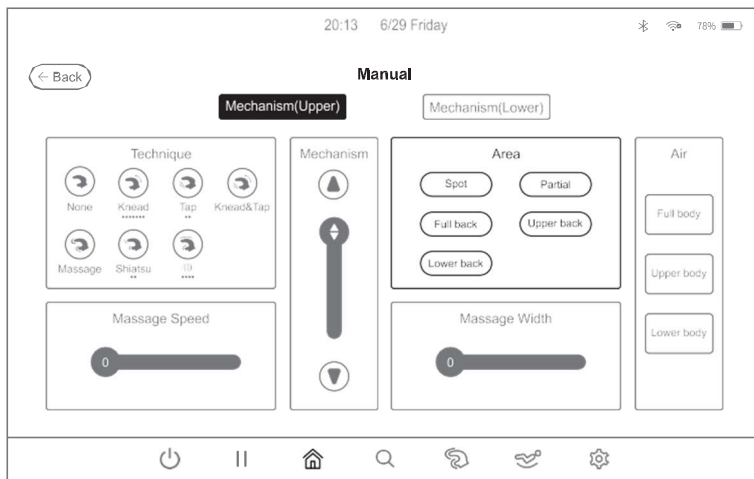 20:13 6/29 Friday 78%
← Back
Manual
Mechanism(Upper) Mechanism(Lower)
Technique
None Knead Tap Knead&Tap
Massage Shiatsu 3D
Mechanism
Area
Spot Partial
Full back Upper back
Lower back
Air
Full body
Upper body
Lower body
Massage Speed
0
Massage Width
0